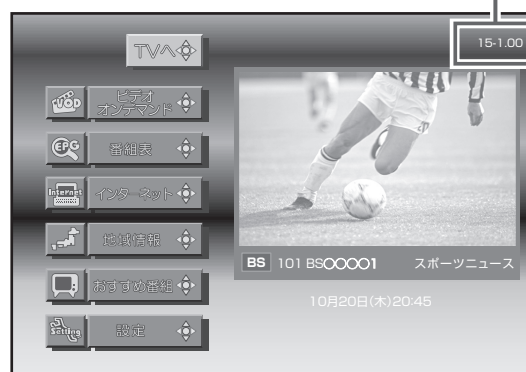 15-1.00
TVへ
VOD
ビデオ
オンデマンド
EPG
番組表
Internet
インターネット
地域情報
おすすめ番組
Setting
設定
BS 101 BS○○○○1 スポーツニュース
10月20日(木)20:45